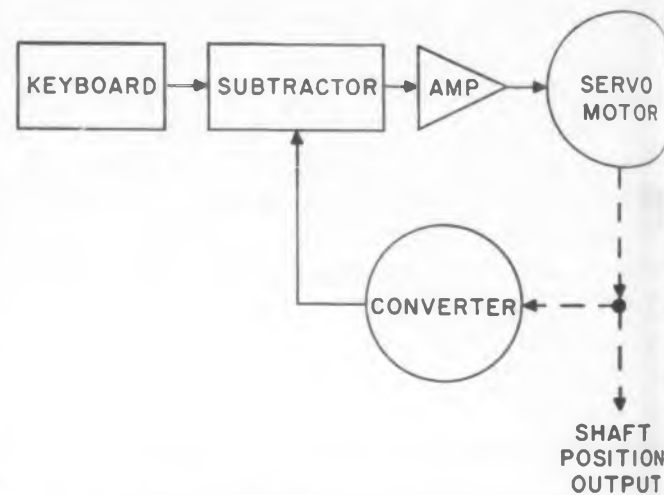 KEYBOARD
SUBTRACTOR
AMP
SERVO
MOTOR
CONVERTER
SHAFT
POSITION
OUTPUT